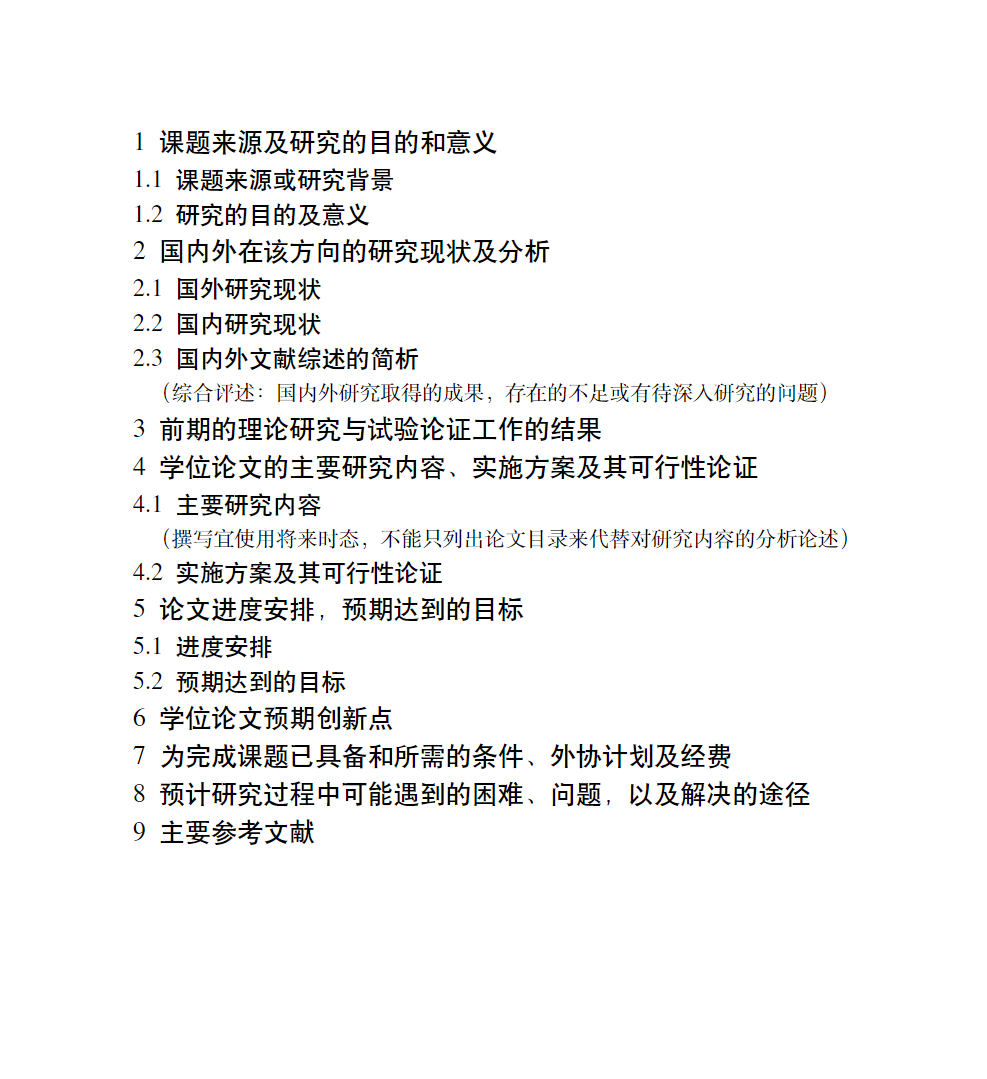 1 课题来源及研究的目的和意义
1.1 课题来源或研究背景
1.2 研究的目的及意义
2 国内外在该方向的研究现状及分析
2.1 国外研究现状
2.2 国内研究现状
2.3 国内外文献综述的简析
（综合评述：国内外研究取得的成果，存在的不足或有待深入研究的问题）
3 前期的理论研究与试验论证工作的结果
4 学位论文的主要研究内容、实施方案及其可行性论证
4.1 主要研究内容
（撰写宜使用将来时态，不能只列出论文目录来代替对研究内容的分析论述）
4.2 实施方案及其可行性论证
5 论文进度安排，预期达到的目标
5.1 进度安排
5.2 预期达到的目标
6 学位论文预期创新点
7 为完成课题已具备和所需的条件、外协计划及经费
8 预计研究过程中可能遇到的困难、问题，以及解决的途径
9 主要参考文献